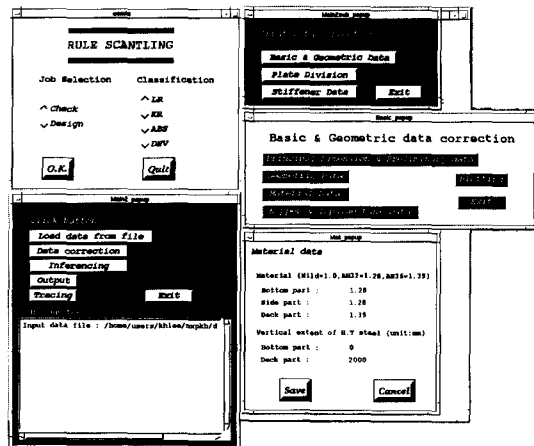 RULE SCANTLING
Job Selection
Classification
Check
Design
LR
KR
ABS
DNV
O.K.
Quit
Basic & Geometric Data
Plate Division
Stiffener Data
Exit
Basic_popup
Basic & Geometric data correction
Geometric Data
Material Data
Exit
Load data from file
Data correction
Inferencing
Output
Tracing
Exit
Input data file : /home/users/khlee/
Material data
Material (Mild=1.0,AH32=1.28,AH36=1.39)
Bottom part : 1.28
Side part : 1.28
Deck part : 1.39
Vertical extent of H.T steel (unit:mm)
Bottom part : 0
Deck part : 2000
Save
Cancel